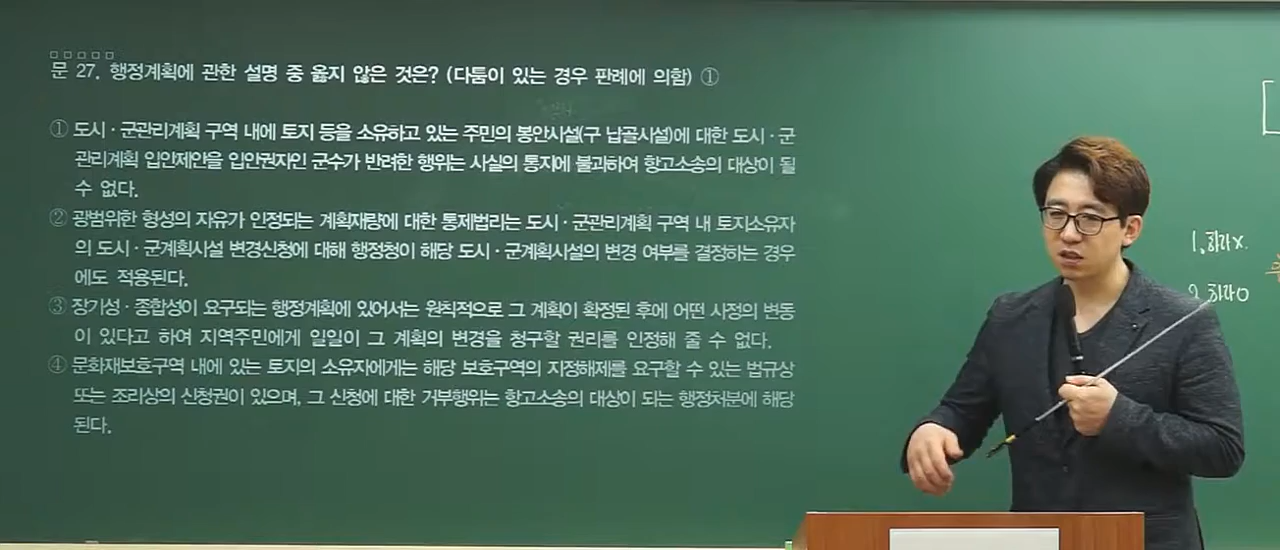 □□□□□
문 27. 행정계획에 관한 설명 중 옳지 않은 것은? (다툼이 있는 경우 판례에 의함) ①
① 도시·군관리계획 구역 내에 토지 등을 소유하고 있는 주민의 봉안시설(구 납골시설)에 대한 도시·군
관리계획 입안제안을 입안권자인 군수가 반려한 행위는 사실의 통지에 불과하여 항고소송의 대상이 될
수 없다.
② 광범위한 형성의 자유가 인정되는 계획재량에 대한 통제법리는 도시·군관리계획 구역 내 토지소유자
의 도시·군계획시설 변경신청에 대해 행정청이 해당 도시·군계획시설의 변경 여부를 결정하는 경우
에도 적용된다.
③ 장기성·종합성이 요구되는 행정계획에 있어서는 원칙적으로 그 계획이 확정된 후에 어떤 사정의 변동
이 있다고 하여 지역주민에게 일일이 그 계획의 변경을 청구할 권리를 인정해 줄 수 없다.
④ 문화재보호구역 내에 있는 토지의 소유자에게는 해당 보호구역의 지정해제를 요구할 수 있는 법규상
또는 조리상의 신청권이 있으며, 그 신청에 대한 거부행위는 항고소송의 대상이 되는 행정처분에 해당
된다.
1. 하라 X.
2. 하라 O